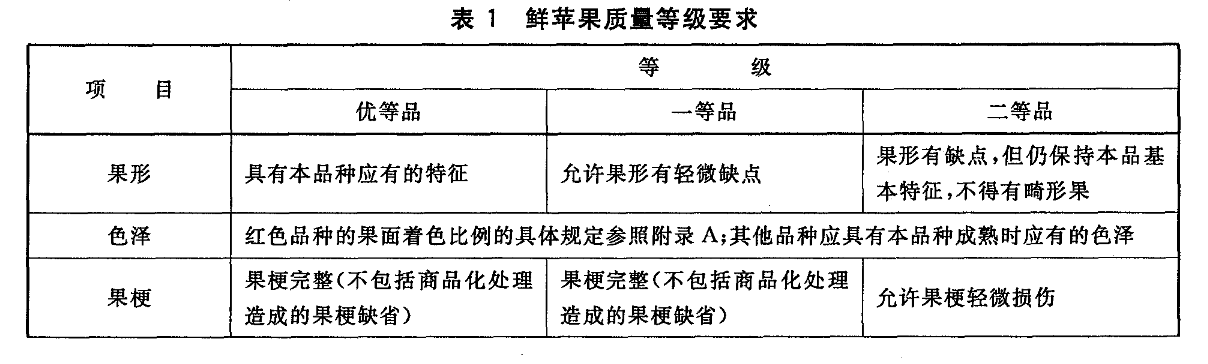 表 1 鲜苹果质量等级要求
项 目
等 级
优等品
一等品
二等品
果形
具有本品种应有的特征
允许果形有轻微缺点
果形有缺点,但仍保持本品基
本特征,不得有畸形果
色泽
红色品种的果面着色比例的具体规定参照附录 A;其他品种应具有本品种成熟时应有的色泽
果梗
果梗完整(不包括商品化处理
造成的果梗缺省)
果梗完整(不包括商品化处理
造成的果梗缺省)
允许果梗轻微损伤